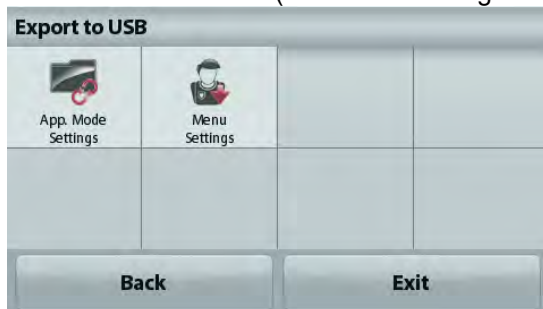 Export to USB
App. Mode
Settings
Menu
Settings
Back
Exit